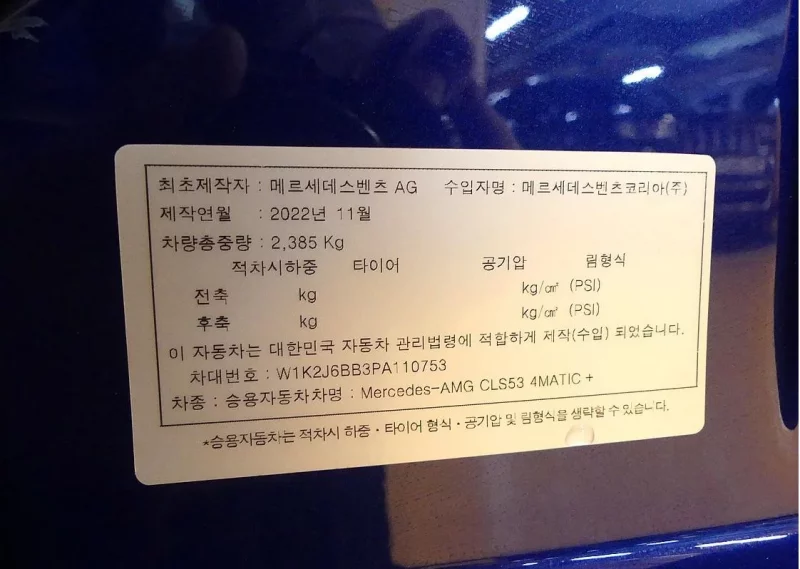 최초제작자 : 메르세데스벤츠 AG 수입자명 : 메르세데스벤츠코리아(주)
제작연월 : 2022년 11월
차량총중량 : 2,385 Kg
적차시하중 타이어 공기압 림형식
전축 kg kg/㎠ (PSI)
후축 kg kg/㎠ (PSI)
이 자동차는 대한민국 자동차 관리법령에 적합하게 제작(수입) 되었습니다.
차대번호 : W1K2J6BB3PA110753
차종 : 승용자동차차명 : Mercedes-AMG CLS53 4MATIC +
*승용자동차는 적차시 하중・타이어 형식・공기압 및 림형식을 생략할 수 있습니다.